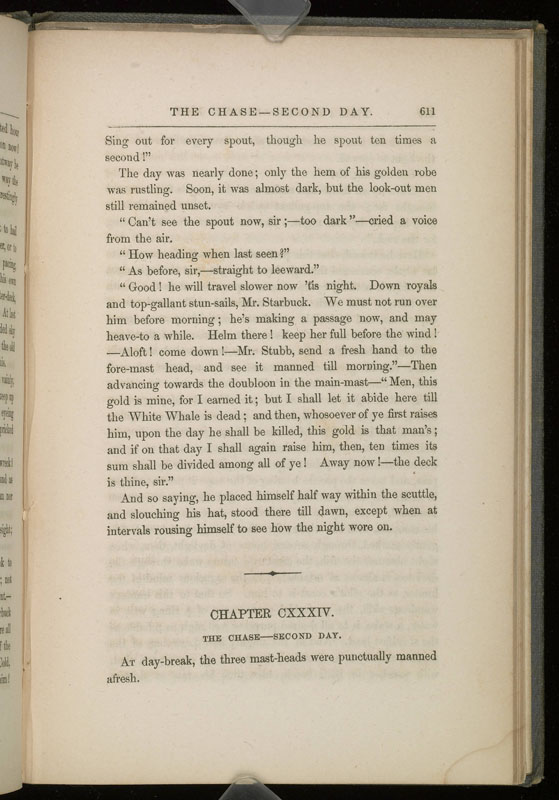 THE CHASE—SECOND DAY. 611
Sing out for every spout, though he spout ten times a
second!”
The day was nearly done; only the hem of his golden robe
was rustling. Soon, it was almost dark, but the look-out men
still remained unset.
“Can’t see the spout now, sir;—too dark”—cried a voice
from the air.
“How heading when last seen?”
“As before, sir,—straight to leeward.”
“Good! he will travel slower now ’tis night. Down royals
and top-gallant stun-sails, Mr. Starbuck. We must not run over
him before morning; he’s making a passage now, and may
heave-to a while. Helm there! keep her full before the wind!
—Aloft! come down!—Mr. Stubb, send a fresh hand to the
fore-mast head, and see it manned till morning.”—Then
advancing towards the doubloon in the main-mast—“Men, this
gold is mine, for I earned it; but I shall let it abide here till
the White Whale is dead; and then, whosoever of ye first raises
him, upon the day he shall be killed, this gold is that man’s;
and if on that day I shall again raise him, then, ten times its
sum shall be divided among all of ye! Away now!—the deck
is thine, sir.”
And so saying, he placed himself half way within the scuttle,
and slouching his hat, stood there till dawn, except when at
intervals rousing himself to see how the night wore on.
CHAPTER CXXXIV.
THE CHASE—SECOND DAY.
At day-break, the three mast-heads were punctually manned
afresh.